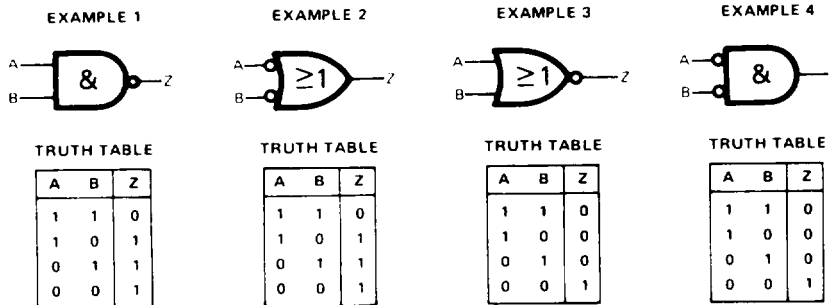 EXAMPLE 1 EXAMPLE 2 EXAMPLE 3 EXAMPLE 4
A & Z A ≥1 Z A ≥1 Z A &
B B B B
TRUTH TABLE TRUTH TABLE TRUTH TABLE TRUTH TABLE
A B Z A B Z A B Z A B Z
1 1 0 1 1 0 1 1 0 1 1 0
1 0 1 1 0 1 1 0 0 1 0 0
0 1 1 0 1 1 0 1 0 0 1 0
0 0 1 0 0 1 0 0 1 0 0 1